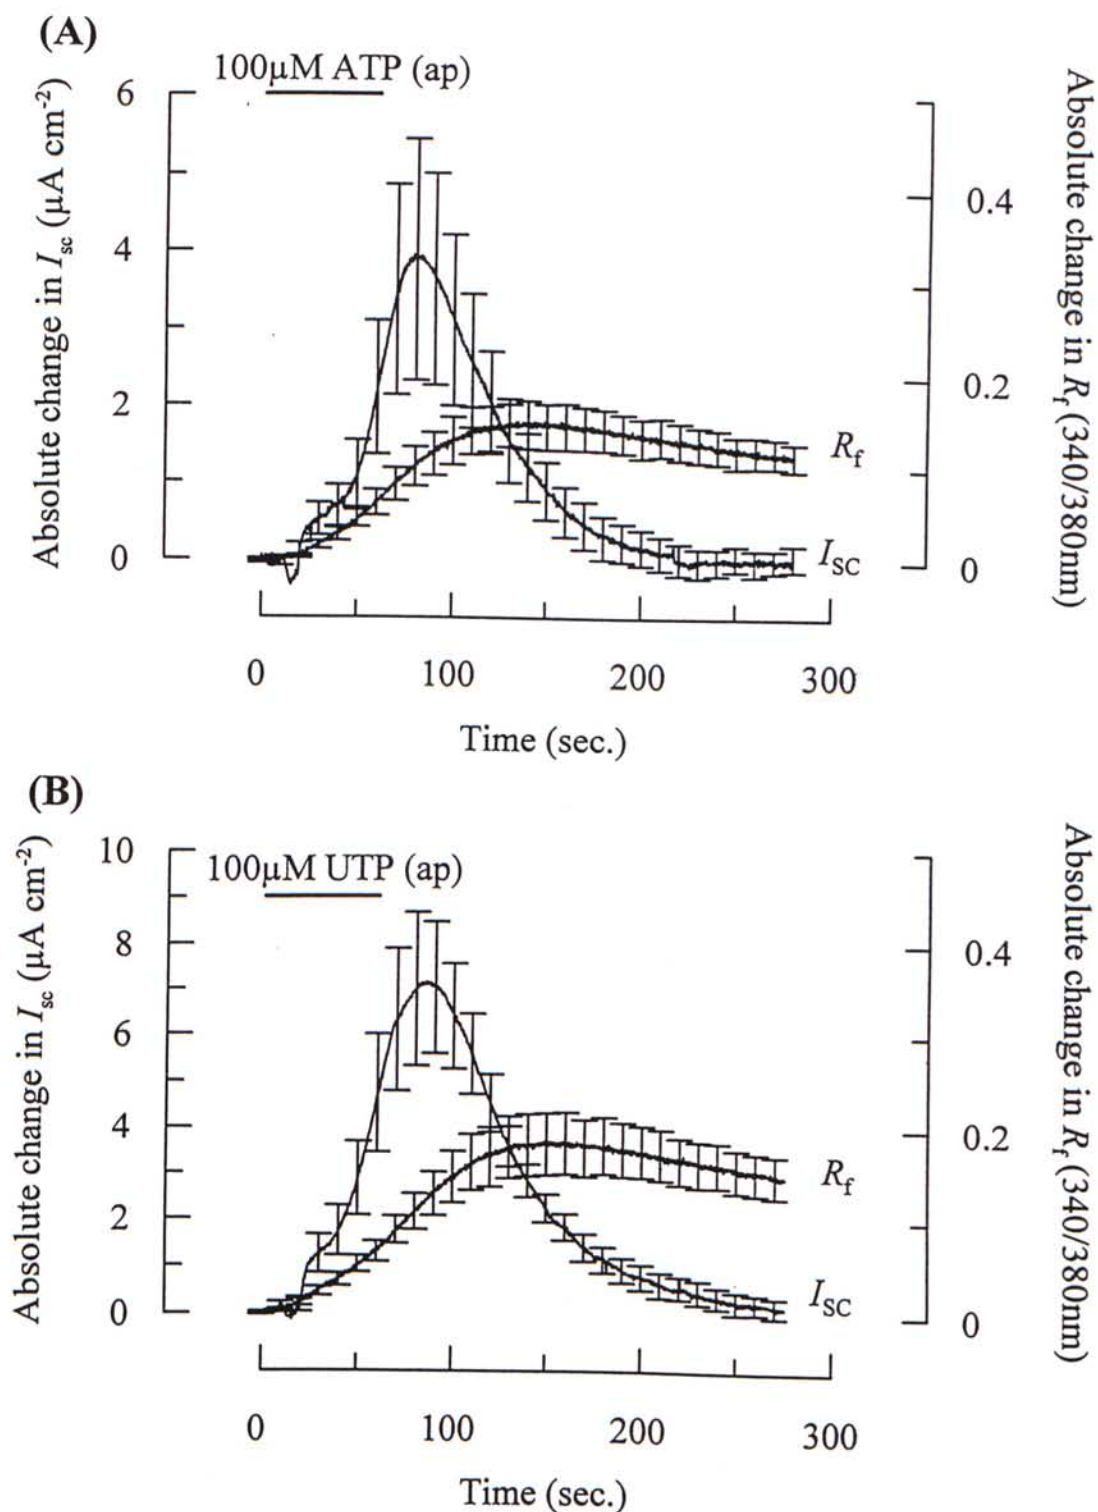 (A)
100µM ATP (ap)
Absolute change in Isc (µA cm-2)
6
4
2
0
Absolute change in Rf (340/380nm)
0.4
0.2
0
Rf
ISC
0 100 200 300
Time (sec.)
(B)
100µM UTP (ap)
Absolute change in Isc (µA cm-2)
10
8
6
4
2
0
Absolute change in Rf (340/380nm)
0.4
0.2
0
Rf
ISC
0 100 200 300
Time (sec.)